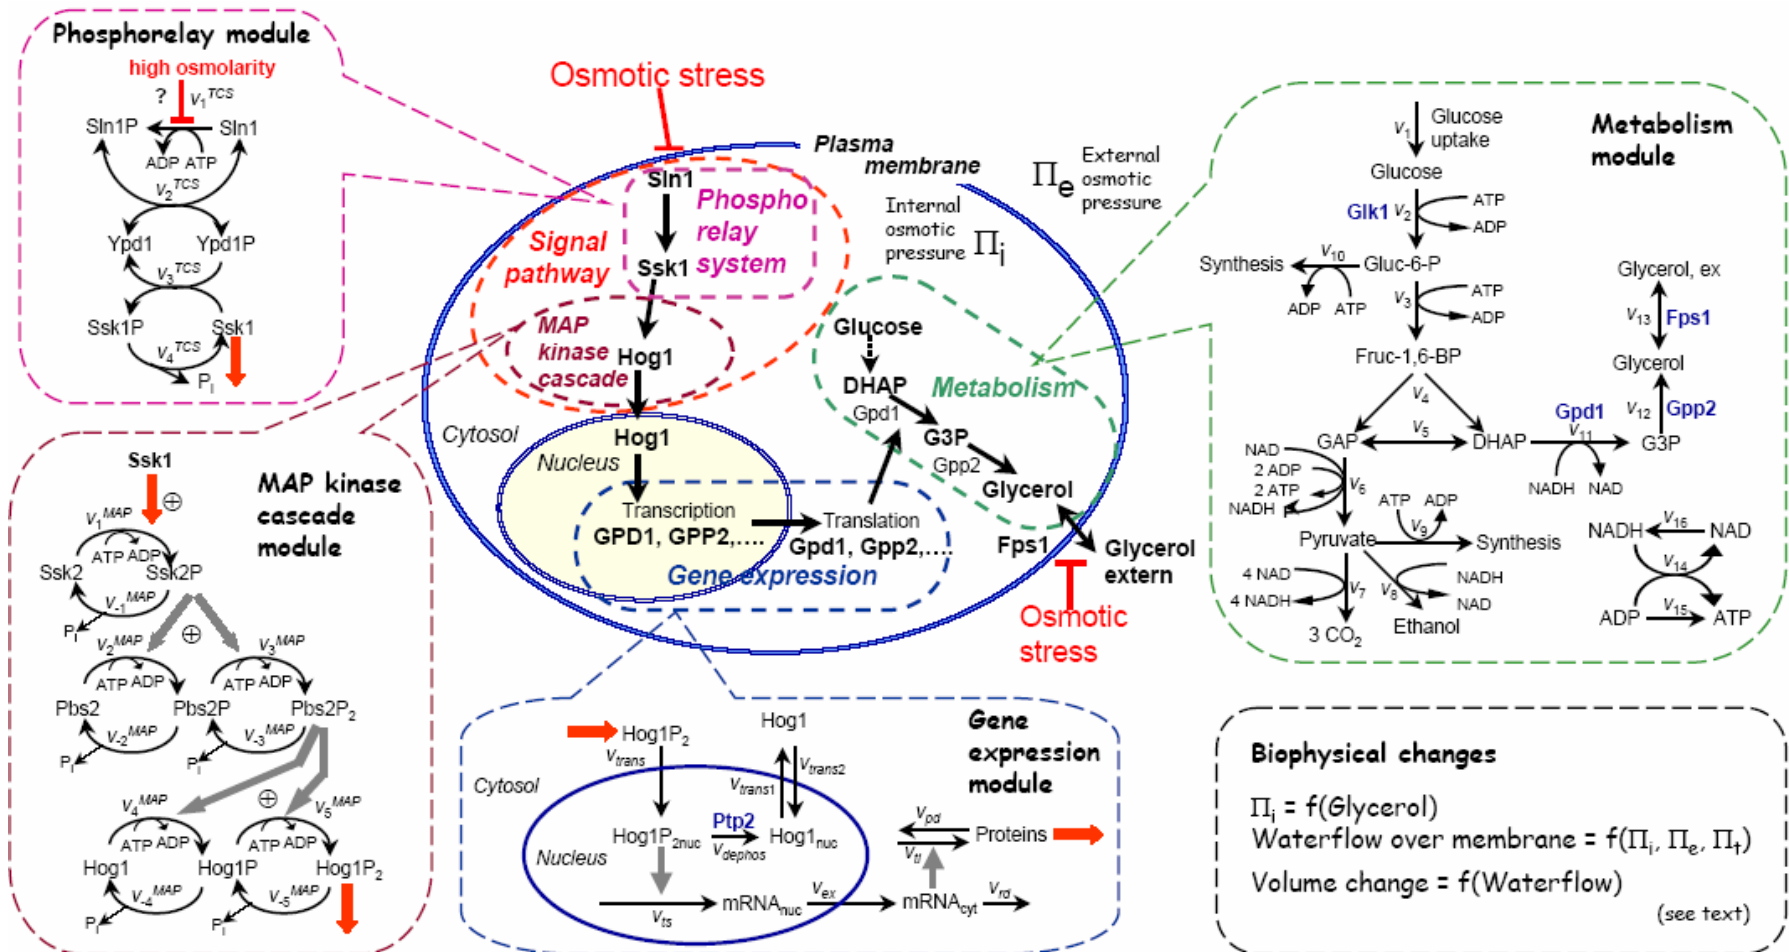 Phosphorelay module
high osmolarity
? v₁ᵀᶜˢ
Sln1P Sln1
ADP ATP
v₂ᵀᶜˢ
Ypd1 Ypd1P
v₃ᵀᶜˢ
Ssk1P Ssk1
v₄ᵀᶜˢ
Pᵢ
Osmotic stress
Plasma
membrane
Πe
External
osmotic
pressure
Internal
osmotic
pressure Πi
Signal
pathway
Sln1
Phospho
relay
system
Ssk1
MAP
kinase
cascade
Hog1
Cytosol
Hog1
Nucleus
Transcription
GPD1, GPP2,....
Translation
Gpd1, Gpp2,....
Gene expression
Glucose
DHAP
Metabolism
Gpd1
G3P
Gpp2
Glycerol
Fps1
Glycerol
extern
Osmotic
stress
Metabolism
module
v₁ Glucose
uptake
Glucose
Glk1 v₂ ATP
ADP
Synthesis v₁₀ Gluc-6-P
ADP ATP
v₃ ATP
ADP
Fruc-1,6-BP
v₄
GAP v₅ DHAP
Gpd1
v₁₁
G3P
NADH NAD
v₁₂ Gpp2
Glycerol
v₁₃ Fps1
Glycerol, ex
NAD
2 ADP
2 ATP
NADH
v₆
ATP ADP
v₉
Pyruvate Synthesis
4 NAD
4 NADH
v₇
3 CO₂
v₈
NADH
NAD
Ethanol
NADH v₁₆ NAD
v₁₄
ADP v₁₅ ATP
Ssk1
MAP kinase
cascade
module
⊕
v₁ᴹᴬᴾ
ATP ADP
Ssk2 Ssk2P
v₋₁ᴹᴬᴾ
Pᵢ
⊕
v₂ᴹᴬᴾ v₃ᴹᴬᴾ
ATP ADP ATP ADP
Pbs2 Pbs2P Pbs2P₂
v₋₂ᴹᴬᴾ v₋₃ᴹᴬᴾ
Pᵢ Pᵢ
⊕
v₄ᴹᴬᴾ v₅ᴹᴬᴾ
ATP ADP ATP ADP
Hog1 Hog1P Hog1P₂
v₋₄ᴹᴬᴾ v₋₅ᴹᴬᴾ
Pᵢ Pᵢ
Gene
expression
module
Hog1P₂ Hog1
vtrans vtrans1 vtrans2
Cytosol
Hog1P2nuc Ptp2 Hog1nuc
vdephos
Nucleus
vpd
Proteins
vtl
vts mRNAnuc vex mRNAcyt vrd
Biophysical changes
Πi = f(Glycerol)
Waterflow over membrane = f(Πi, Πe, Πt)
Volume change = f(Waterflow)
(see text)